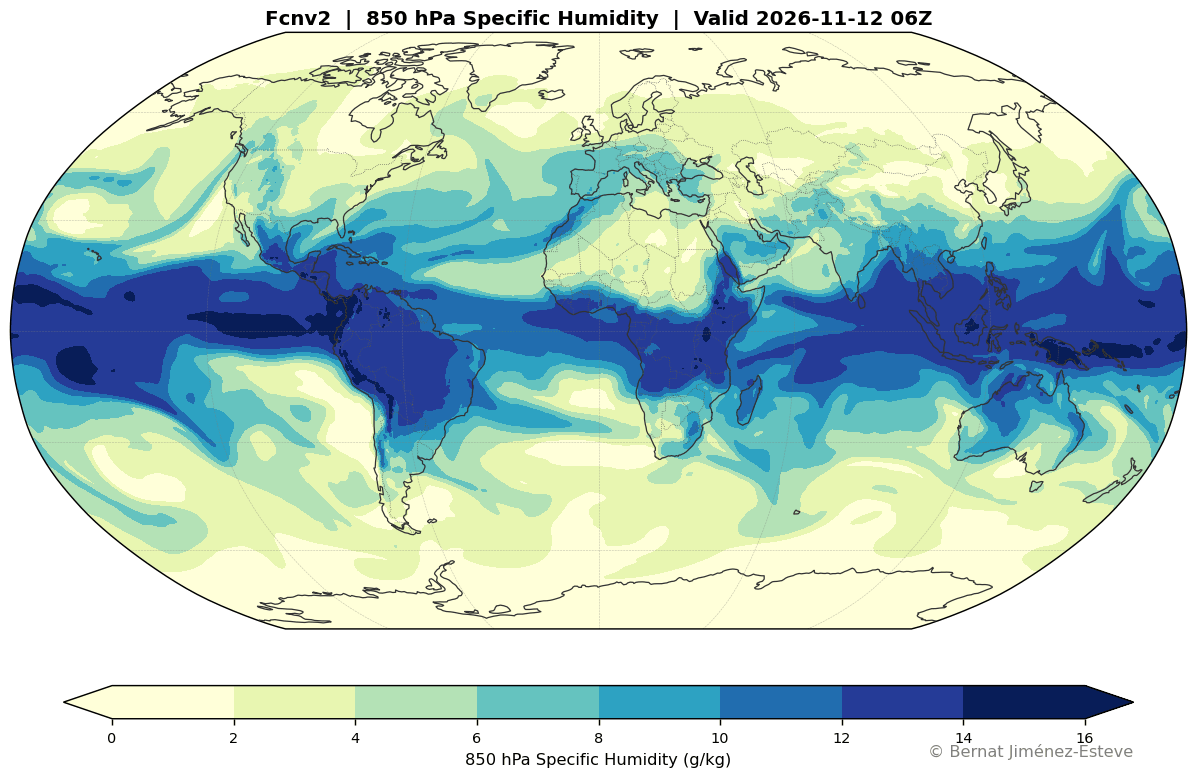 Fcnv2 | 850 hPa Specific Humidity | Valid 2026-11-12 06Z
0 2 4 6 8 10 12 14 16
850 hPa Specific Humidity (g/kg)
© Bernat Jiménez-Esteve